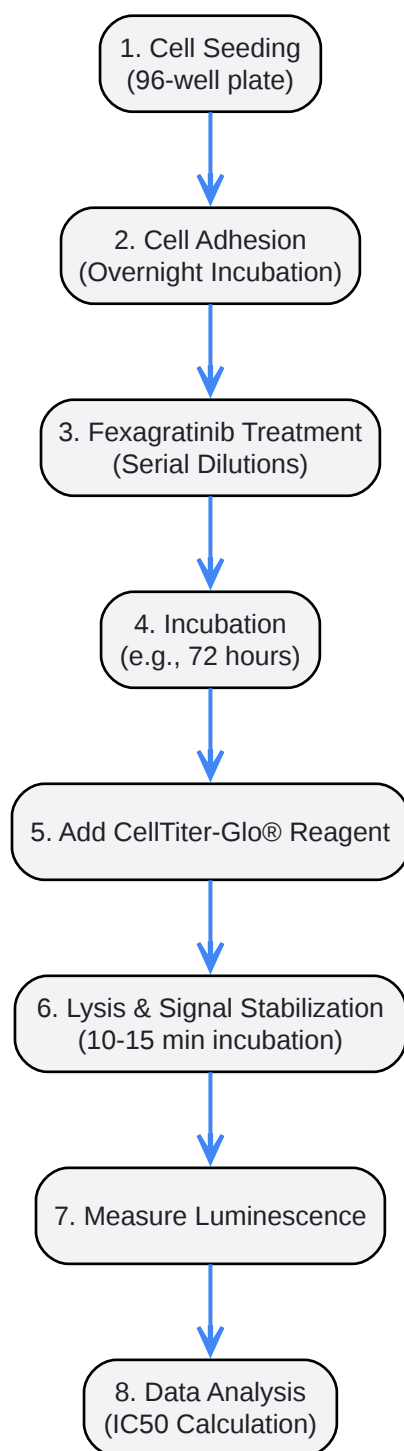 1. Cell Seeding
(96-well plate)
2. Cell Adhesion
(Overnight Incubation)
3. Fexagratinib Treatment
(Serial Dilutions)
4. Incubation
(e.g., 72 hours)
5. Add CellTiter-Glo® Reagent
6. Lysis & Signal Stabilization
(10-15 min incubation)
7. Measure Luminescence
8. Data Analysis
(IC50 Calculation)